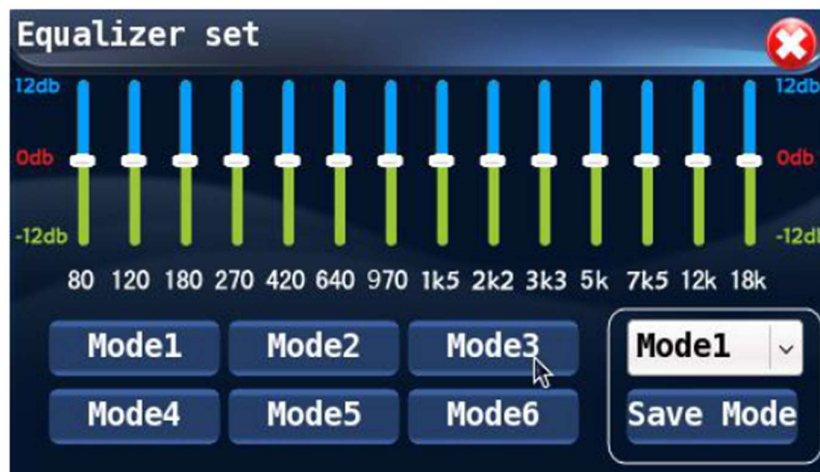 Equalizer set
12db 12db
0db 0db
-12db -12d
80 120 180 270 420 640 970 1k5 2k2 3k3 5k 7k5 12k 18k
Mode1 Mode2 Mode3 Mode1
Mode4 Mode5 Mode6 Save Mode